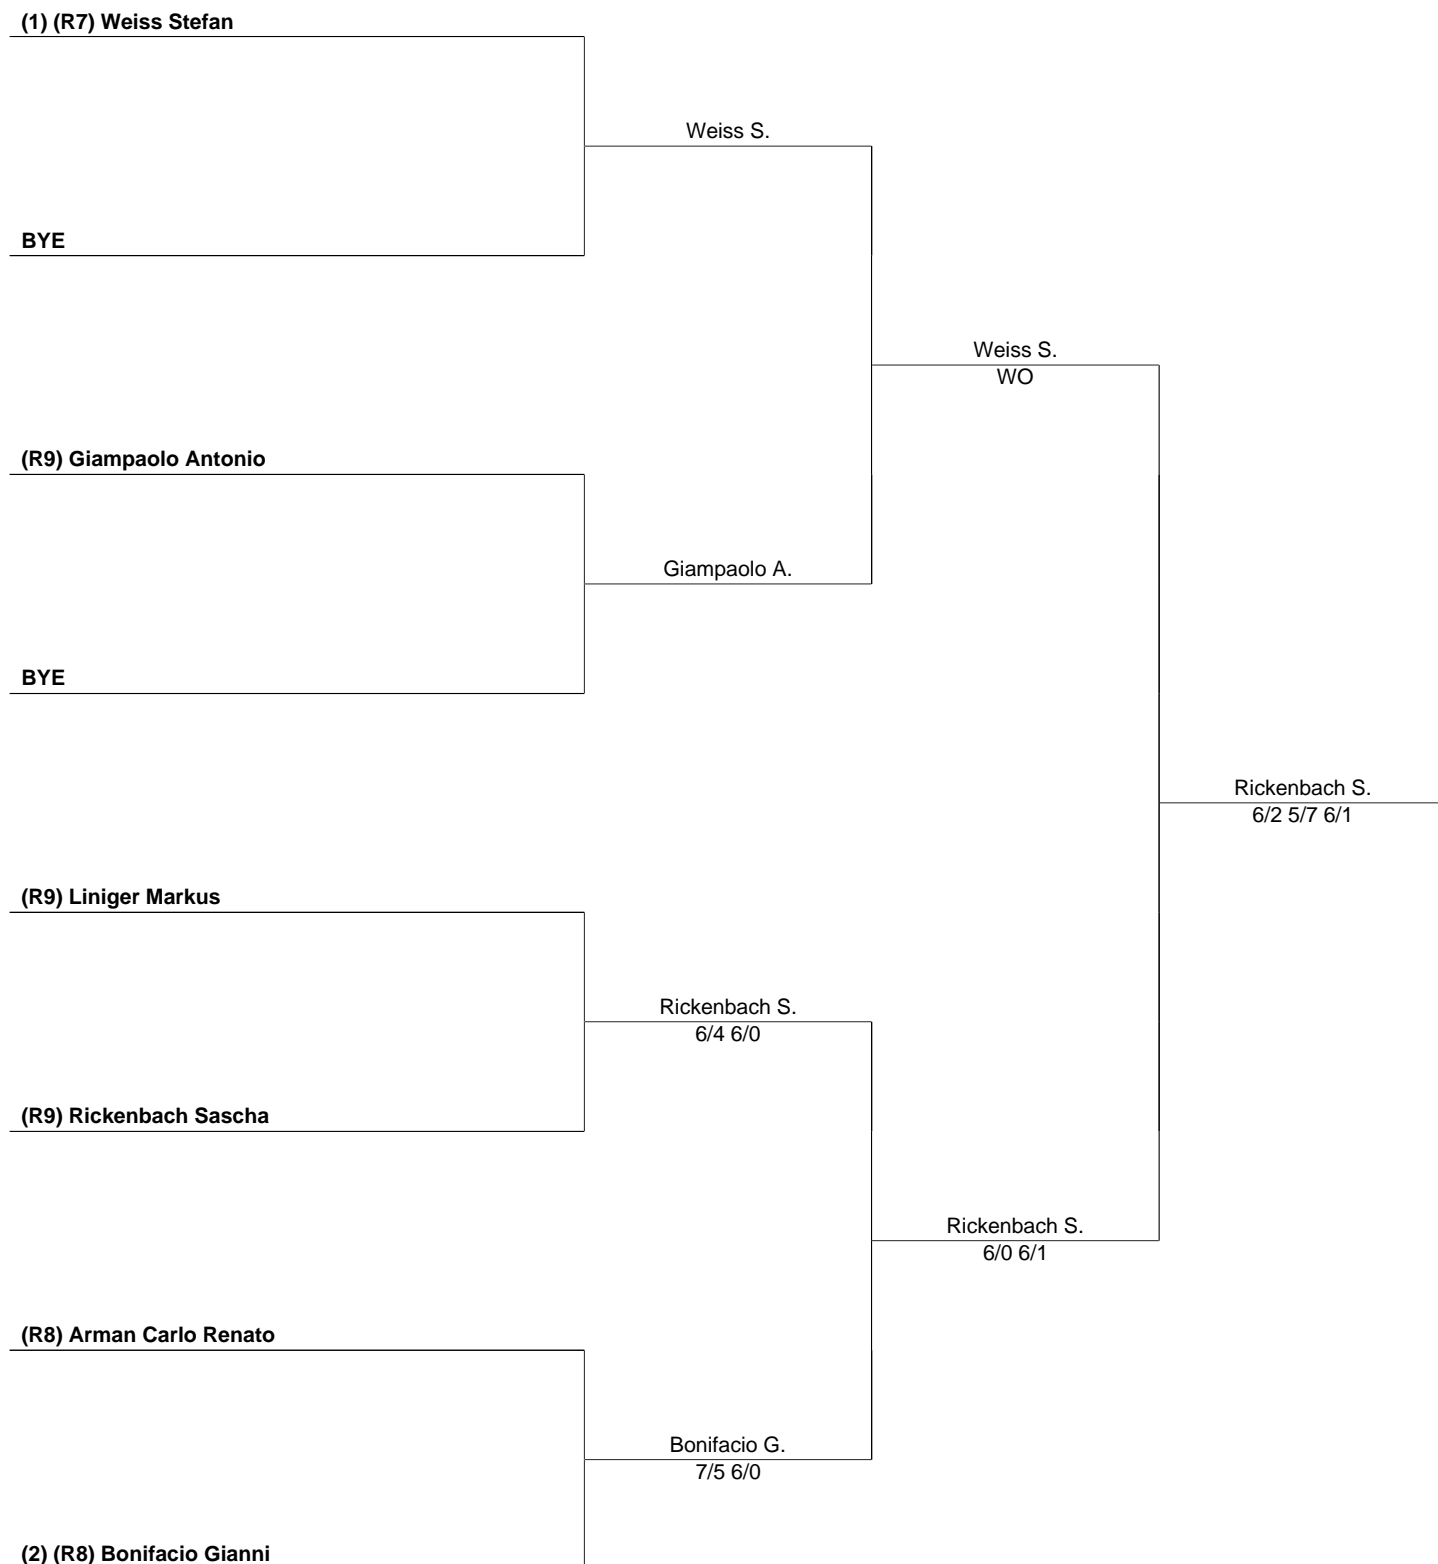 (1) (R7) Weiss Stefan
Weiss S.
BYE
Weiss S.
WO
(R9) Giampaolo Antonio
Giampaolo A.
BYE
Rickenbach S.
6/2 5/7 6/1
(R9) Liniger Markus
Rickenbach S.
6/4 6/0
(R9) Rickenbach Sascha
Rickenbach S.
6/0 6/1
(R8) Arman Carlo Renato
Bonifacio G.
7/5 6/0
(2) (R8) Bonifacio Gianni